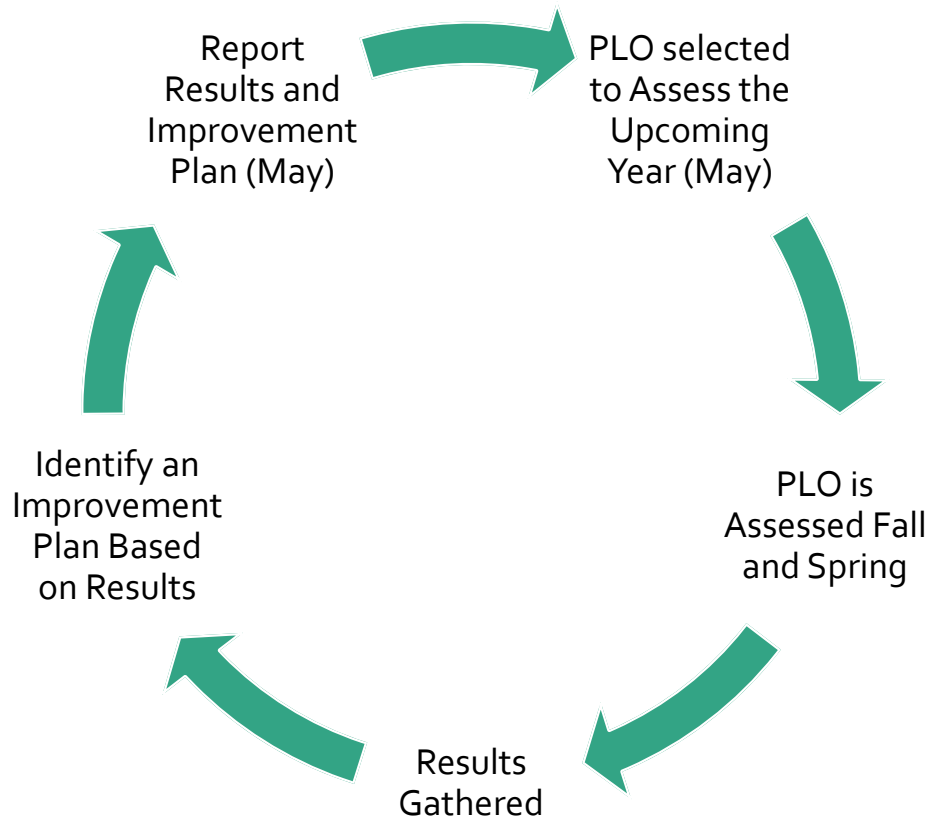 Report
Results and
Improvement
Plan (May)
PLO selected
to Assess the
Upcoming
Year (May)
PLO is
Assessed Fall
and Spring
Results
Gathered
Identify an
Improvement
Plan Based
on Results